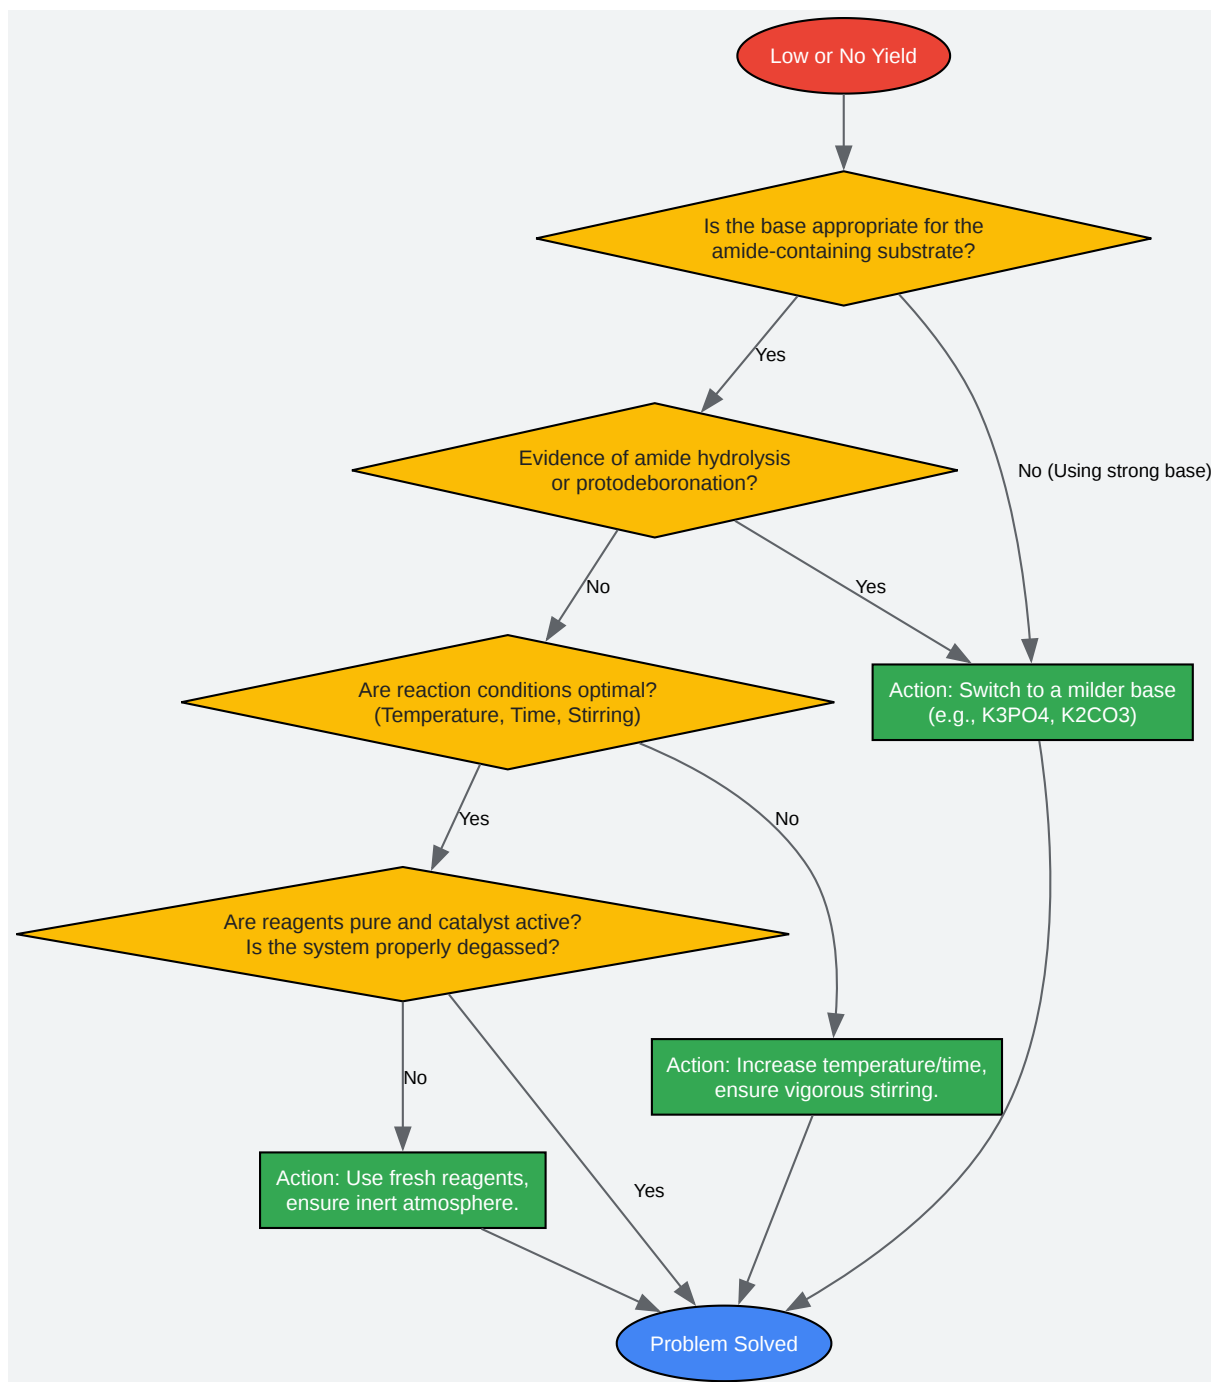 Low or No Yield
Is the base appropriate for the
amide-containing substrate?
Yes
Evidence of amide hydrolysis
or protodeboronation?
No (Using strong base)
No
Yes
Are reaction conditions optimal?
(Temperature, Time, Stirring)
Action: Switch to a milder base
(e.g., K3PO4, K2CO3)
Yes
No
Are reagents pure and catalyst active?
Is the system properly degassed?
No
Action: Increase temperature/time,
ensure vigorous stirring.
Action: Use fresh reagents,
ensure inert atmosphere.
Yes
Problem Solved